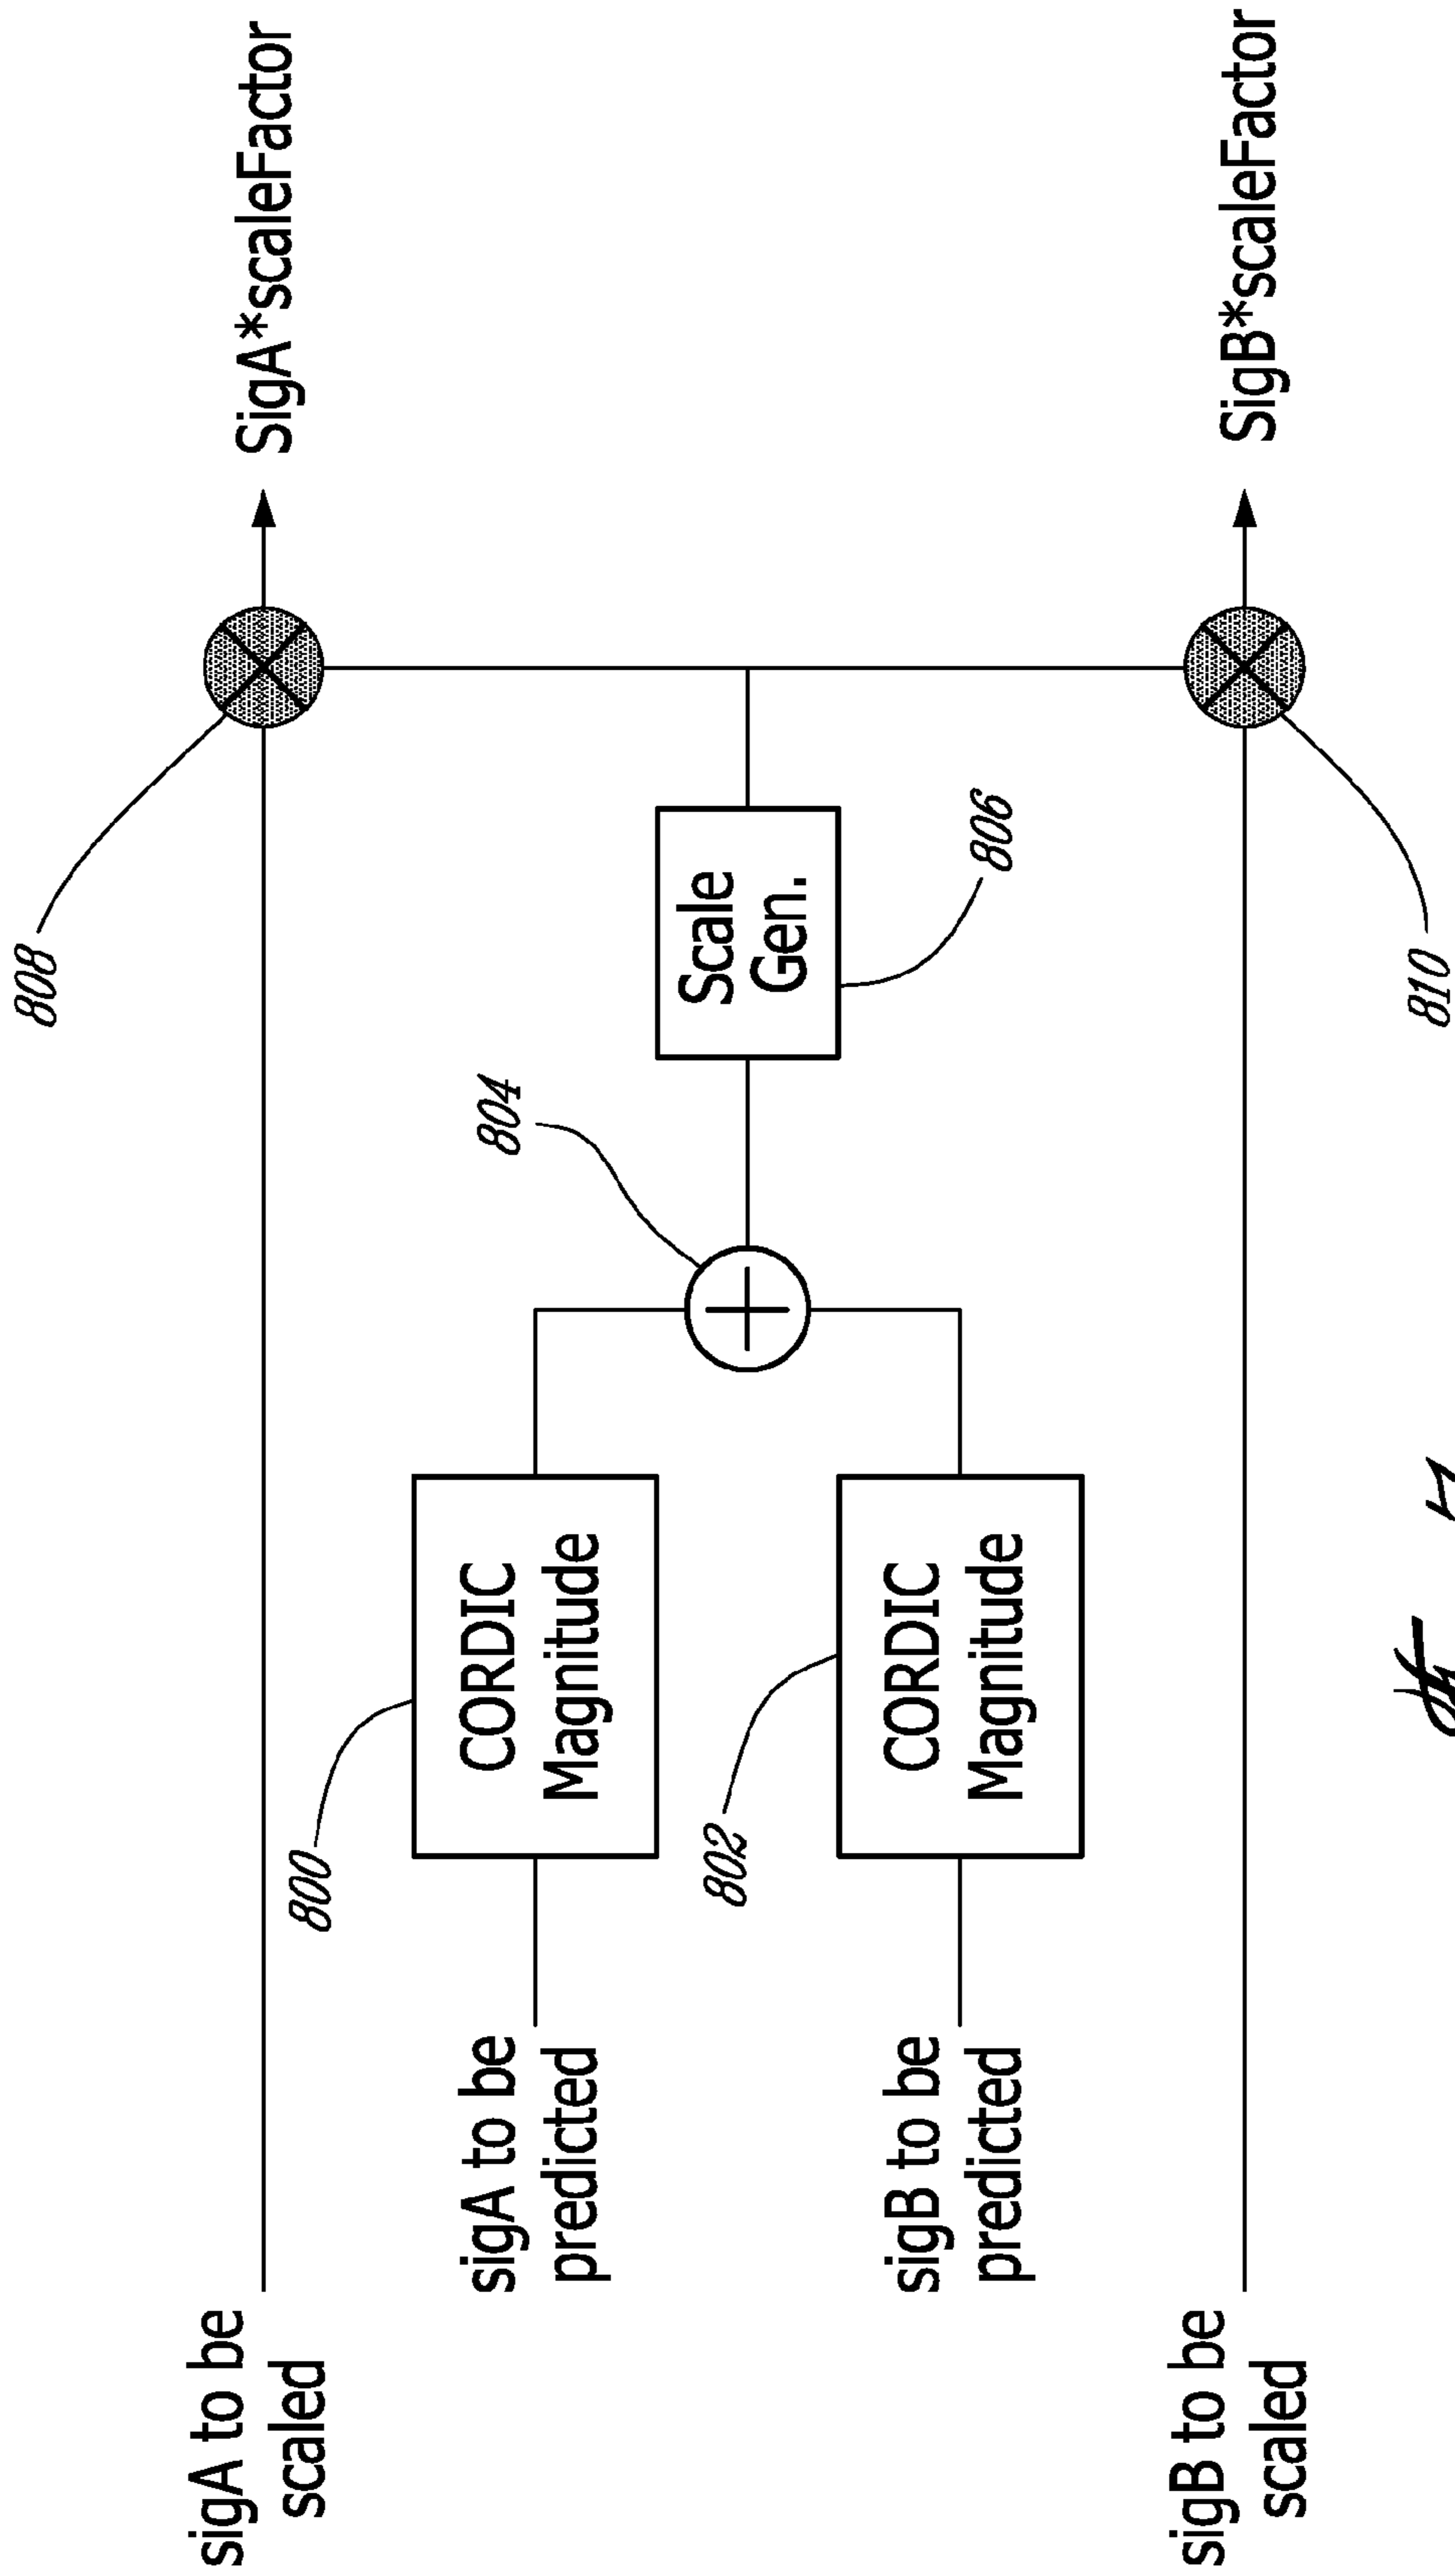 808
SigA*scaleFactor
sigA to be
scaled
800
804
CORDIC
Magnitude
sigA to be
predicted
Scale
Gen.
806
802
CORDIC
Magnitude
sigB to be
predicted
SigB*scaleFactor
sigB to be
scaled
810